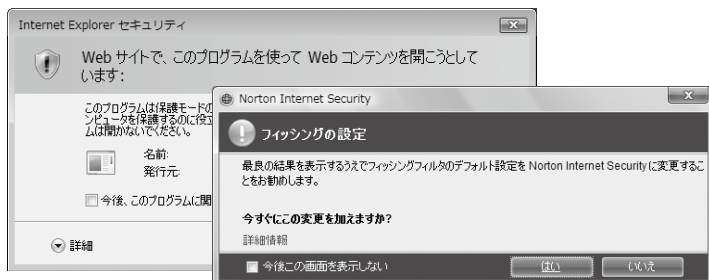 Internet Explorer セキュリティ
Web サイトで、このプログラムを使って Web コンテンツを開こうとして
います:
このプログラムは保護モードの
ンピュータを保護するのに役立
ムは開かないでください。
名前:
発行元:
今後、このプログラムに関
詳細
Norton Internet Security
フィッシングの設定
最良の結果を表示するうえでフィッシングフィルタのデフォルト設定を Norton Internet Security に変更するこ
とをお勧めします。
今すぐにこの変更を加えますか?
詳細情報
今後この画面を表示しない
はい
いいえ